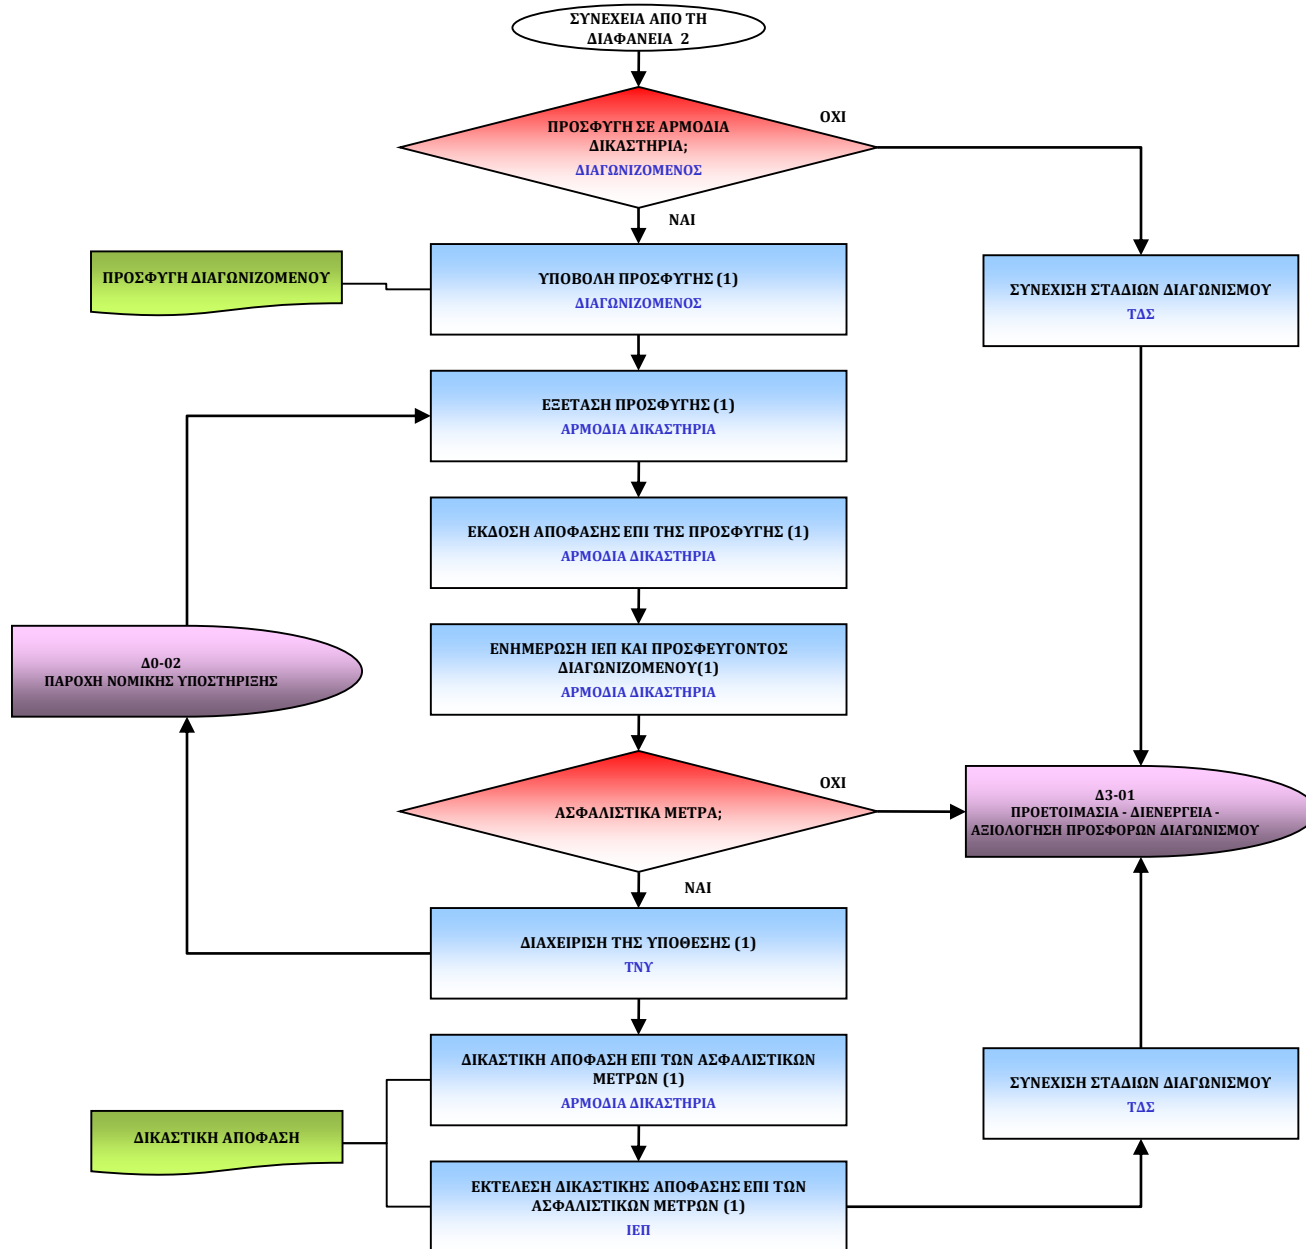 ΣΥΝΕΧΕΙΑ ΑΠΟ ΤΗ
ΔΙΑΦΑΝΕΙΑ 2
ΠΡΟΣΦΥΓΗ ΣΕ ΑΡΜΟΔΙΑ
ΔΙΚΑΣΤΗΡΙΑ;
ΔΙΑΓΩΝΙΖΟΜΕΝΟΣ
ΟΧΙ
ΝΑΙ
ΠΡΟΣΦΥΓΗ ΔΙΑΓΩΝΙΖΟΜΕΝΟΥ
ΥΠΟΒΟΛΗ ΠΡΟΣΦΥΓΗΣ (1)
ΔΙΑΓΩΝΙΖΟΜΕΝΟΣ
ΣΥΝΕΧΙΣΗ ΣΤΑΔΙΩΝ ΔΙΑΓΩΝΙΣΜΟΥ
ΤΔΣ
ΕΞΕΤΑΣΗ ΠΡΟΣΦΥΓΗΣ (1)
ΑΡΜΟΔΙΑ ΔΙΚΑΣΤΗΡΙΑ
ΕΚΔΟΣΗ ΑΠΟΦΑΣΗΣ ΕΠΙ ΤΗΣ ΠΡΟΣΦΥΓΗΣ (1)
ΑΡΜΟΔΙΑ ΔΙΚΑΣΤΗΡΙΑ
ΕΝΗΜΕΡΩΣΗ ΙΕΠ ΚΑΙ ΠΡΟΣΦΕΥΓΟΝΤΟΣ
ΔΙΑΓΩΝΙΖΟΜΕΝΟΥ(1)
ΑΡΜΟΔΙΑ ΔΙΚΑΣΤΗΡΙΑ
Δ0-02
ΠΑΡΟΧΗ ΝΟΜΙΚΗΣ ΥΠΟΣΤΗΡΙΞΗΣ
ΑΣΦΑΛΙΣΤΙΚΑ ΜΕΤΡΑ;
ΟΧΙ
ΝΑΙ
Δ3-01
ΠΡΟΕΤΟΙΜΑΣΙΑ - ΔΙΕΝΕΡΓΕΙΑ -
ΑΞΙΟΛΟΓΗΣΗ ΠΡΟΣΦΟΡΩΝ ΔΙΑΓΩΝΙΣΜΟΥ
ΔΙΑΧΕΙΡΙΣΗ ΤΗΣ ΥΠΟΘΕΣΗΣ (1)
ΤΝΥ
ΔΙΚΑΣΤΙΚΗ ΑΠΟΦΑΣΗ ΕΠΙ ΤΩΝ ΑΣΦΑΛΙΣΤΙΚΩΝ
ΜΕΤΡΩΝ (1)
ΑΡΜΟΔΙΑ ΔΙΚΑΣΤΗΡΙΑ
ΣΥΝΕΧΙΣΗ ΣΤΑΔΙΩΝ ΔΙΑΓΩΝΙΣΜΟΥ
ΤΔΣ
ΔΙΚΑΣΤΙΚΗ ΑΠΟΦΑΣΗ
ΕΚΤΕΛΕΣΗ ΔΙΚΑΣΤΙΚΗΣ ΑΠΟΦΑΣΗΣ ΕΠΙ ΤΩΝ
ΑΣΦΑΛΙΣΤΙΚΩΝ ΜΕΤΡΩΝ (1)
ΙΕΠ